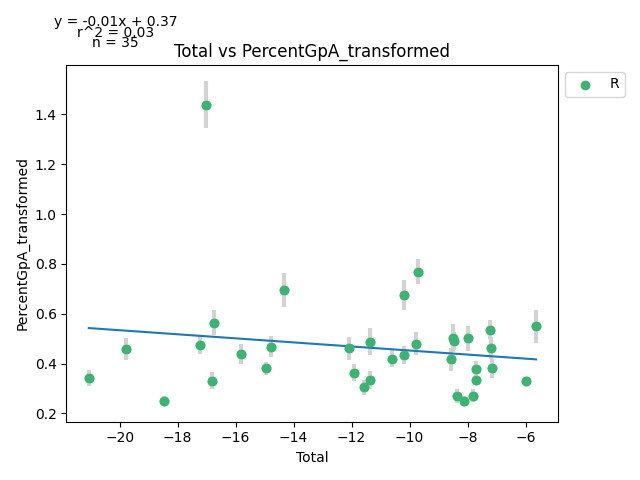 y = -0.01x + 0.37
r^2 = 0.03
n = 35
Total vs PercentGpA_transformed
R
PercentGpA_transformed
1.4
1.2
1.0
0.8
0.6
0.4
0.2
−20 −18 −16 −14 −12 −10 −8 −6
Total